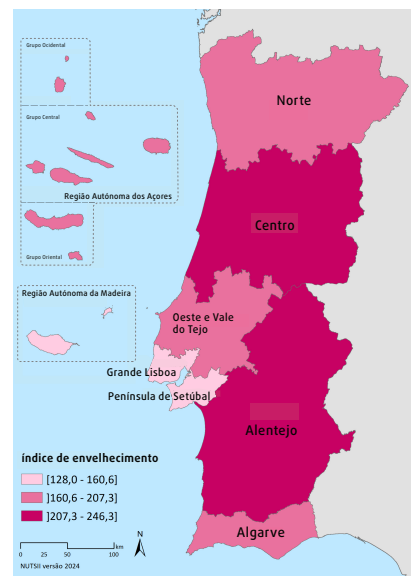 Grupo Ocidental
Norte
Grupo Central
Região Autónoma dos Açores
Centro
Grupo Oriental
Região Autónoma da Madeira
Oeste e Vale
do Tejo
Grande Lisboa
Península de Setúbal
Alentejo
índice de envelhecimento
[128,0 - 160,6]
]160,6 - 207,3]
]207,3 - 246,3]
Algarve
N
0 50 100
km
NUTSII versão 2024